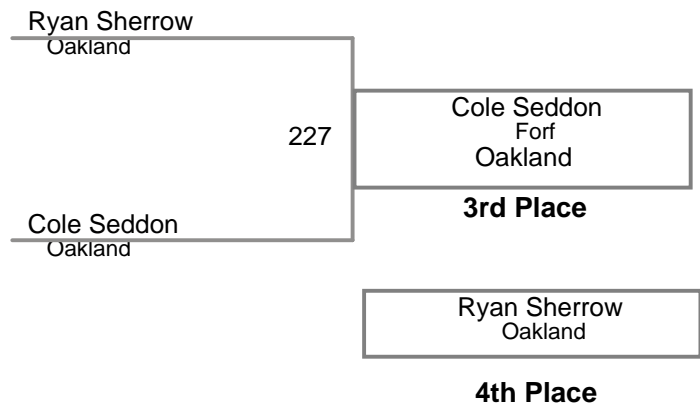 Ryan Sherrow
Oakland
227
Cole Seddon
Forf
Oakland
3rd Place
Cole Seddon
Oakland
Ryan Sherrow
Oakland
4th Place